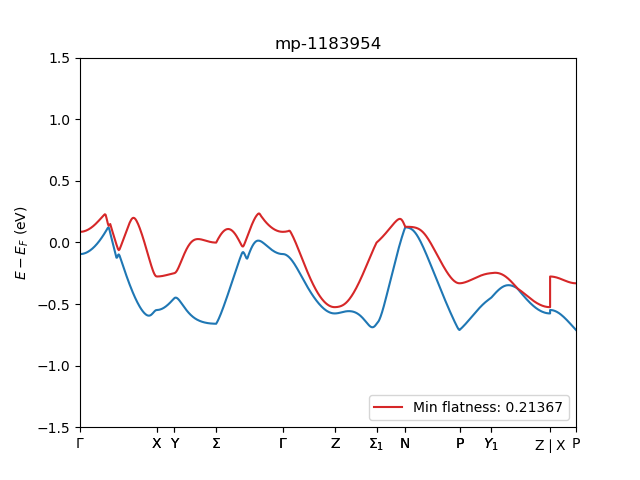 mp-1183954
E − E_F (eV)
1.5
1.0
0.5
0.0
−0.5
−1.0
−1.5
Min flatness: 0.21367
Γ X Y Σ Γ Z Σ₁ N P Y₁ Z | X P